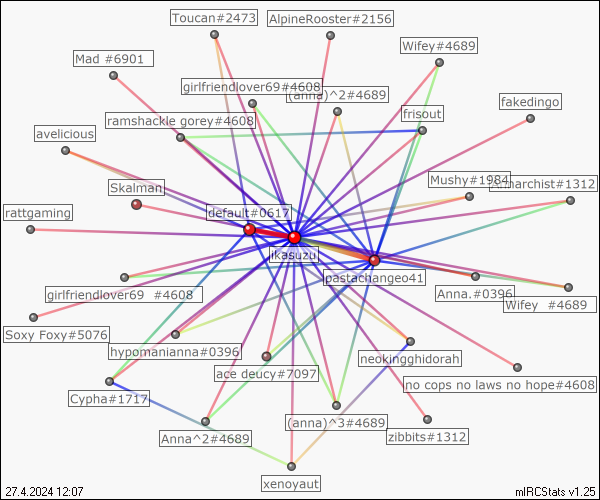 Toucan#2473
AlpineRooster#2156
Wifey#4689
Mad #6901
girlfriendlover69#4608
(anna)^2#4689
fakedingo
frisout
ramshackle gorey#4608
avelicious
Mushy#1984
Anmarchist#1312
Skalman
rattgaming
default#0617
ikasuzu
pastachangeo41
girlfriendlover69 #4608
Anna.#0396
Wifey #4689
Soxy Foxy#5076
hypomanianna#0396
neokingghidorah
ace deucy#7097
no cops no laws no hope#4608
Cypha#1717
(anna)^3#4689
Anna^2#4689
zibbits#1312
xenoyaut
27.4.2024 12:07
mIRCStats v1.25